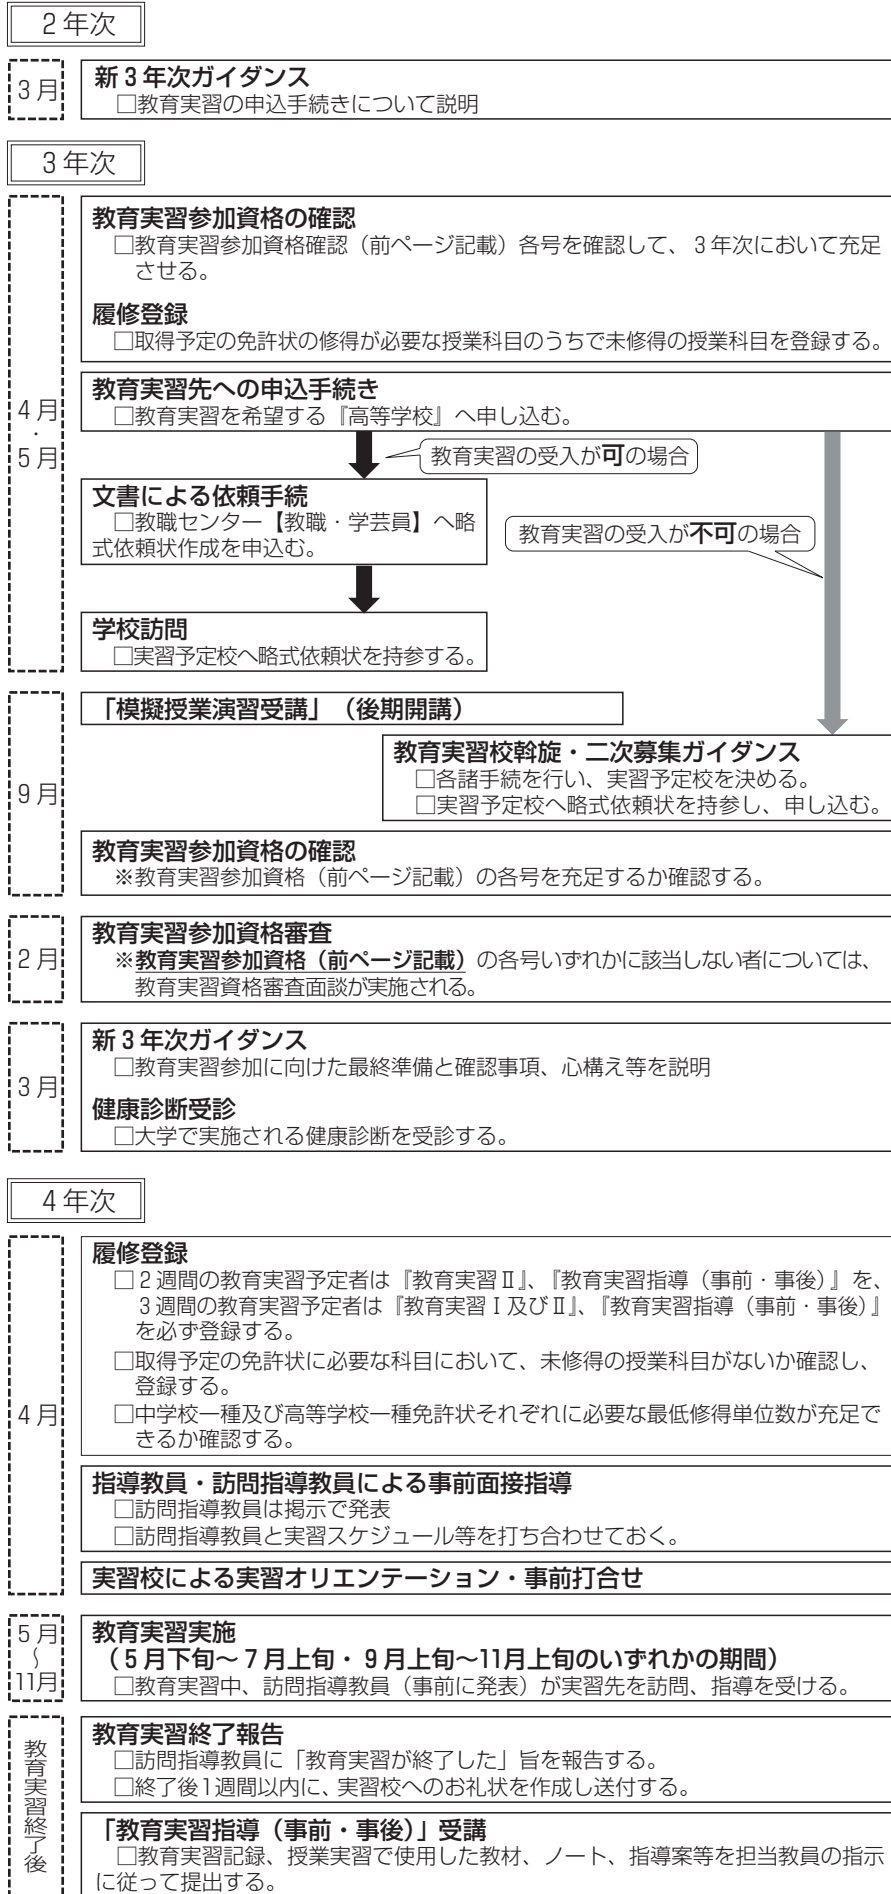 2年次
3月
新3年次ガイダンス
□教育実習の申込手続きについて説明
3年次
4月・5月
教育実習参加資格の確認
□教育実習参加資格確認（前ページ記載）各号を確認して、3年次において充足
させる。
履修登録
□取得予定の免許状の修得が必要な授業科目のうちで未修得の授業科目を登録する。
教育実習先への申込手続き
□教育実習を希望する『高等学校』へ申し込む。
教育実習の受入が可の場合
文書による依頼手続
□教職センター【教職・学芸員】へ略
式依頼状作成を申込む。
教育実習の受入が不可の場合
学校訪問
□実習予定校へ略式依頼状を持参する。
9月
「模擬授業演習受講」（後期開講）
教育実習校斡旋・二次募集ガイダンス
□各諸手続を行い、実習予定校を決める。
□実習予定校へ略式依頼状を持参し、申し込む。
教育実習参加資格の確認
※教育実習参加資格（前ページ記載）の各号を充足するか確認する。
2月
教育実習参加資格審査
※教育実習参加資格（前ページ記載）の各号いずれかに該当しない者については、
教育実習資格審査面談が実施される。
3月
新3年次ガイダンス
□教育実習参加に向けた最終準備と確認事項、心構え等を説明
健康診断受診
□大学で実施される健康診断を受診する。
4年次
4月
履修登録
□2週間の教育実習予定者は『教育実習Ⅱ』、『教育実習指導（事前・事後）』を、
3週間の教育実習予定者は『教育実習Ⅰ及びⅡ』、『教育実習指導（事前・事後）』
を必ず登録する。
□取得予定の免許状に必要な科目において、未修得の授業科目がないか確認し、
登録する。
□中学校一種及び高等学校一種免許状それぞれに必要な最低修得単位数が充足で
きるか確認する。
指導教員・訪問指導教員による事前面接指導
□訪問指導教員は掲示で発表
□訪問指導教員と実習スケジュール等を打ち合わせておく。
実習校による実習オリエンテーション・事前打合せ
5月～11月
教育実習実施
（5月下旬～7月上旬・9月上旬～11月上旬のいずれかの期間）
□教育実習中、訪問指導教員（事前に発表）が実習先を訪問、指導を受ける。
教育実習終了後
教育実習終了報告
□訪問指導教員に「教育実習が終了した」旨を報告する。
□終了後1週間以内に、実習校へのお礼状を作成し送付する。
「教育実習指導（事前・事後）」受講
□教育実習記録、授業実習で使用した教材、ノート、指導案等を担当教員の指示
に従って提出する。